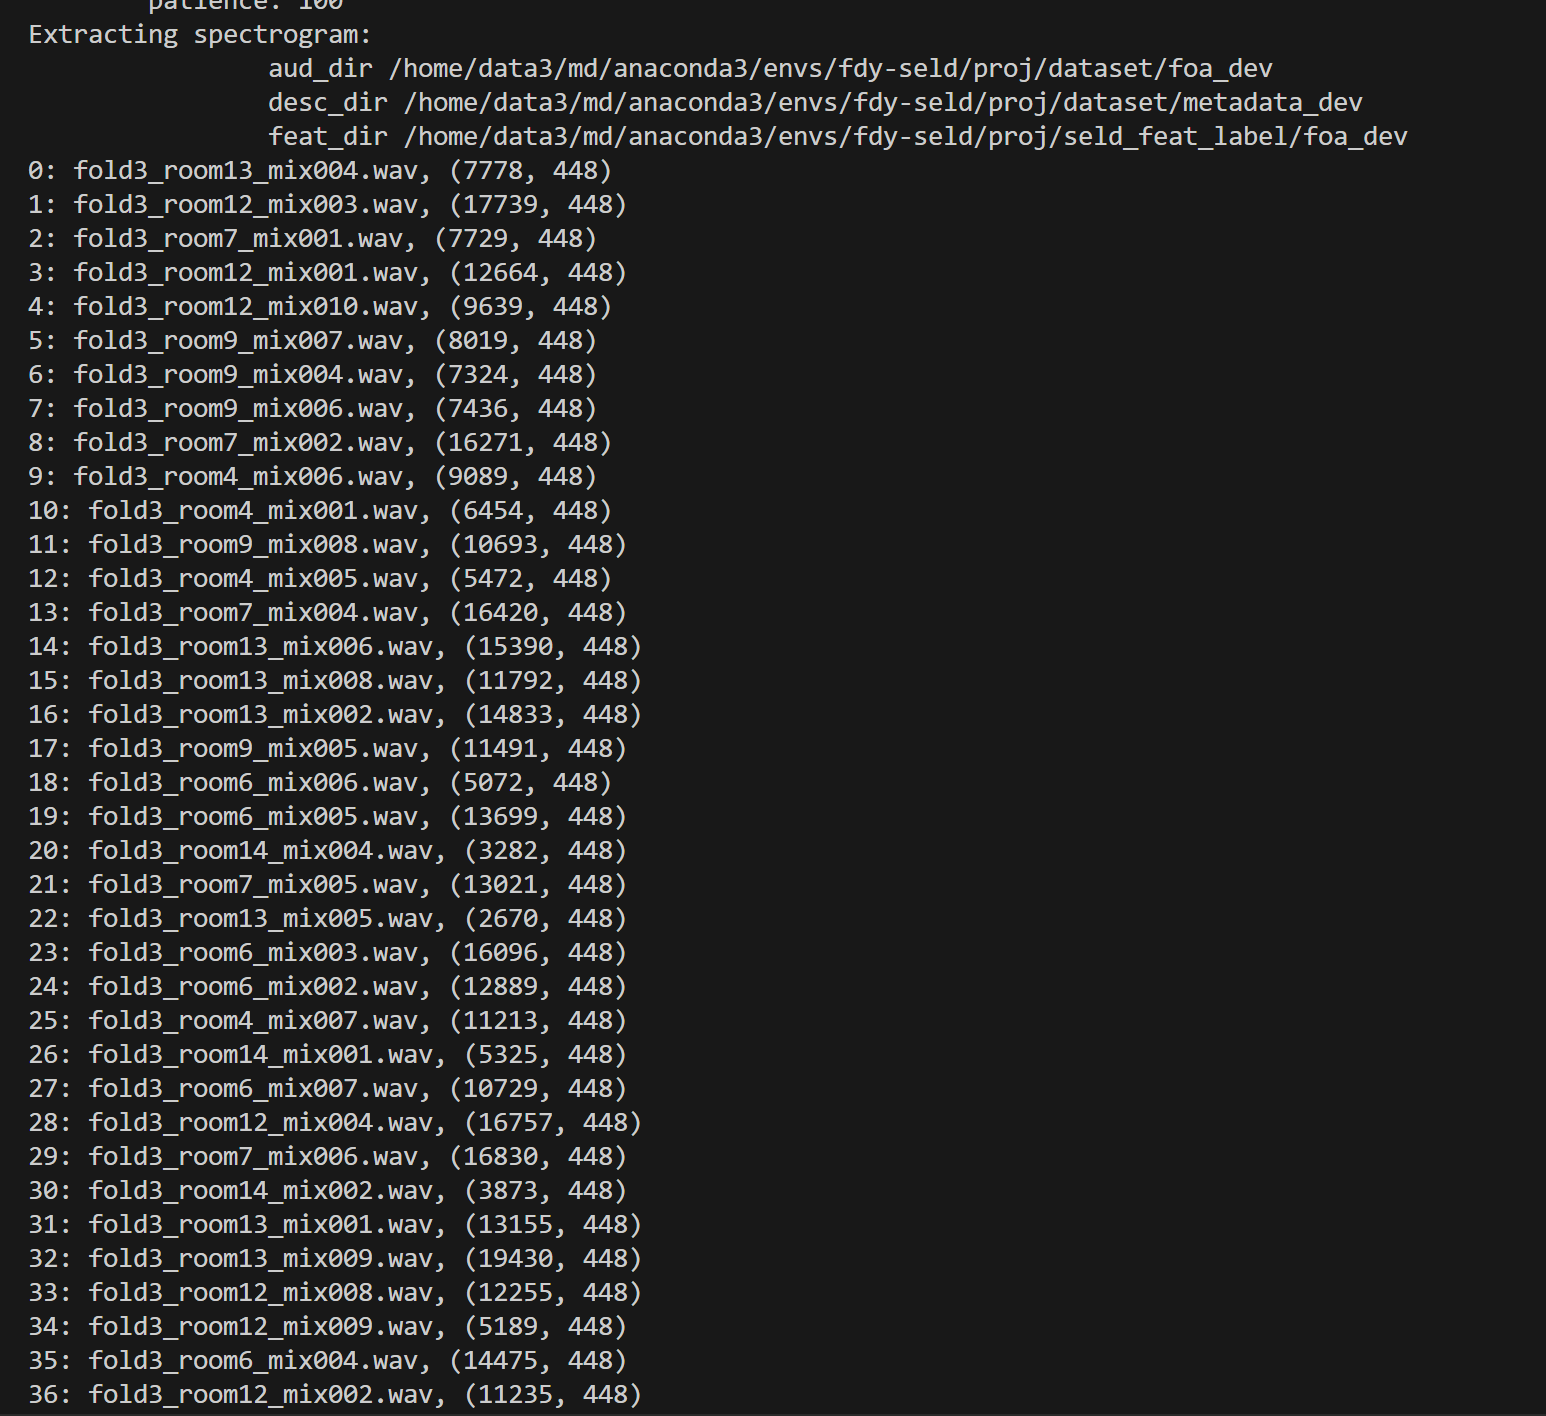 patience: 100
Extracting spectrogram:
aud_dir /home/data3/md/anaconda3/envs/fdy-seld/proj/dataset/foa_dev
desc_dir /home/data3/md/anaconda3/envs/fdy-seld/proj/dataset/metadata_dev
feat_dir /home/data3/md/anaconda3/envs/fdy-seld/proj/seld_feat_label/foa_dev
0: fold3_room13_mix004.wav, (7778, 448)
1: fold3_room12_mix003.wav, (17739, 448)
2: fold3_room7_mix001.wav, (7729, 448)
3: fold3_room12_mix001.wav, (12664, 448)
4: fold3_room12_mix010.wav, (9639, 448)
5: fold3_room9_mix007.wav, (8019, 448)
6: fold3_room9_mix004.wav, (7324, 448)
7: fold3_room9_mix006.wav, (7436, 448)
8: fold3_room7_mix002.wav, (16271, 448)
9: fold3_room4_mix006.wav, (9089, 448)
10: fold3_room4_mix001.wav, (6454, 448)
11: fold3_room9_mix008.wav, (10693, 448)
12: fold3_room4_mix005.wav, (5472, 448)
13: fold3_room7_mix004.wav, (16420, 448)
14: fold3_room13_mix006.wav, (15390, 448)
15: fold3_room13_mix008.wav, (11792, 448)
16: fold3_room13_mix002.wav, (14833, 448)
17: fold3_room9_mix005.wav, (11491, 448)
18: fold3_room6_mix006.wav, (5072, 448)
19: fold3_room6_mix005.wav, (13699, 448)
20: fold3_room14_mix004.wav, (3282, 448)
21: fold3_room7_mix005.wav, (13021, 448)
22: fold3_room13_mix005.wav, (2670, 448)
23: fold3_room6_mix003.wav, (16096, 448)
24: fold3_room6_mix002.wav, (12889, 448)
25: fold3_room4_mix007.wav, (11213, 448)
26: fold3_room14_mix001.wav, (5325, 448)
27: fold3_room6_mix007.wav, (10729, 448)
28: fold3_room12_mix004.wav, (16757, 448)
29: fold3_room7_mix006.wav, (16830, 448)
30: fold3_room14_mix002.wav, (3873, 448)
31: fold3_room13_mix001.wav, (13155, 448)
32: fold3_room13_mix009.wav, (19430, 448)
33: fold3_room12_mix008.wav, (12255, 448)
34: fold3_room12_mix009.wav, (5189, 448)
35: fold3_room6_mix004.wav, (14475, 448)
36: fold3_room12_mix002.wav, (11235, 448)